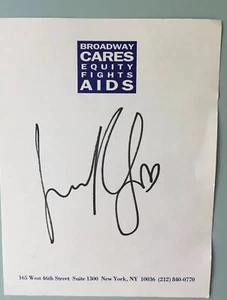 BROADWAY
CARES
EQUITY
FIGHTS
AIDS
165 West 46th Street Suite 1300 New York, NY 10036 (212) 840-0770